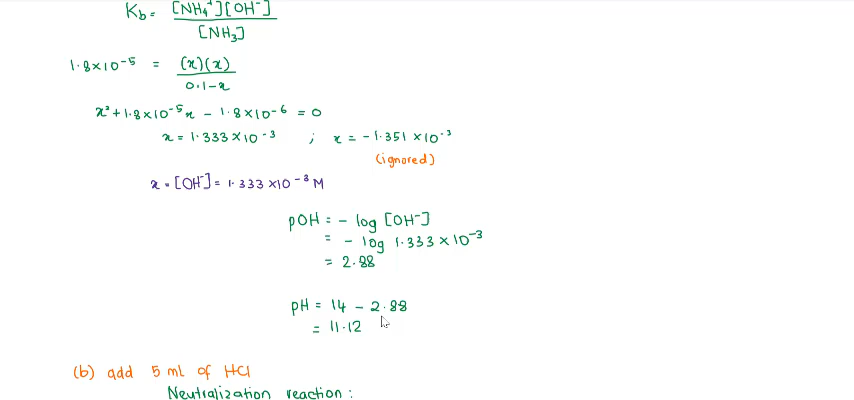 Kb = [NH₄⁺][OH⁻] / [NH₃]
1.8×10⁻⁵ = (x)(x) / 0.1-x
x² + 1.8×10⁻⁵x - 1.8×10⁻⁶ = 0
x = 1.333×10⁻³ ; x = -1.351×10⁻³
(ignored)
x = [OH⁻] = 1.333×10⁻³ M
pOH = - log [OH⁻]
= - log 1.333×10⁻³
= 2.88
pH = 14 - 2.88
= 11.12
(b) add 5 ml of HCl
Neutralization reaction :